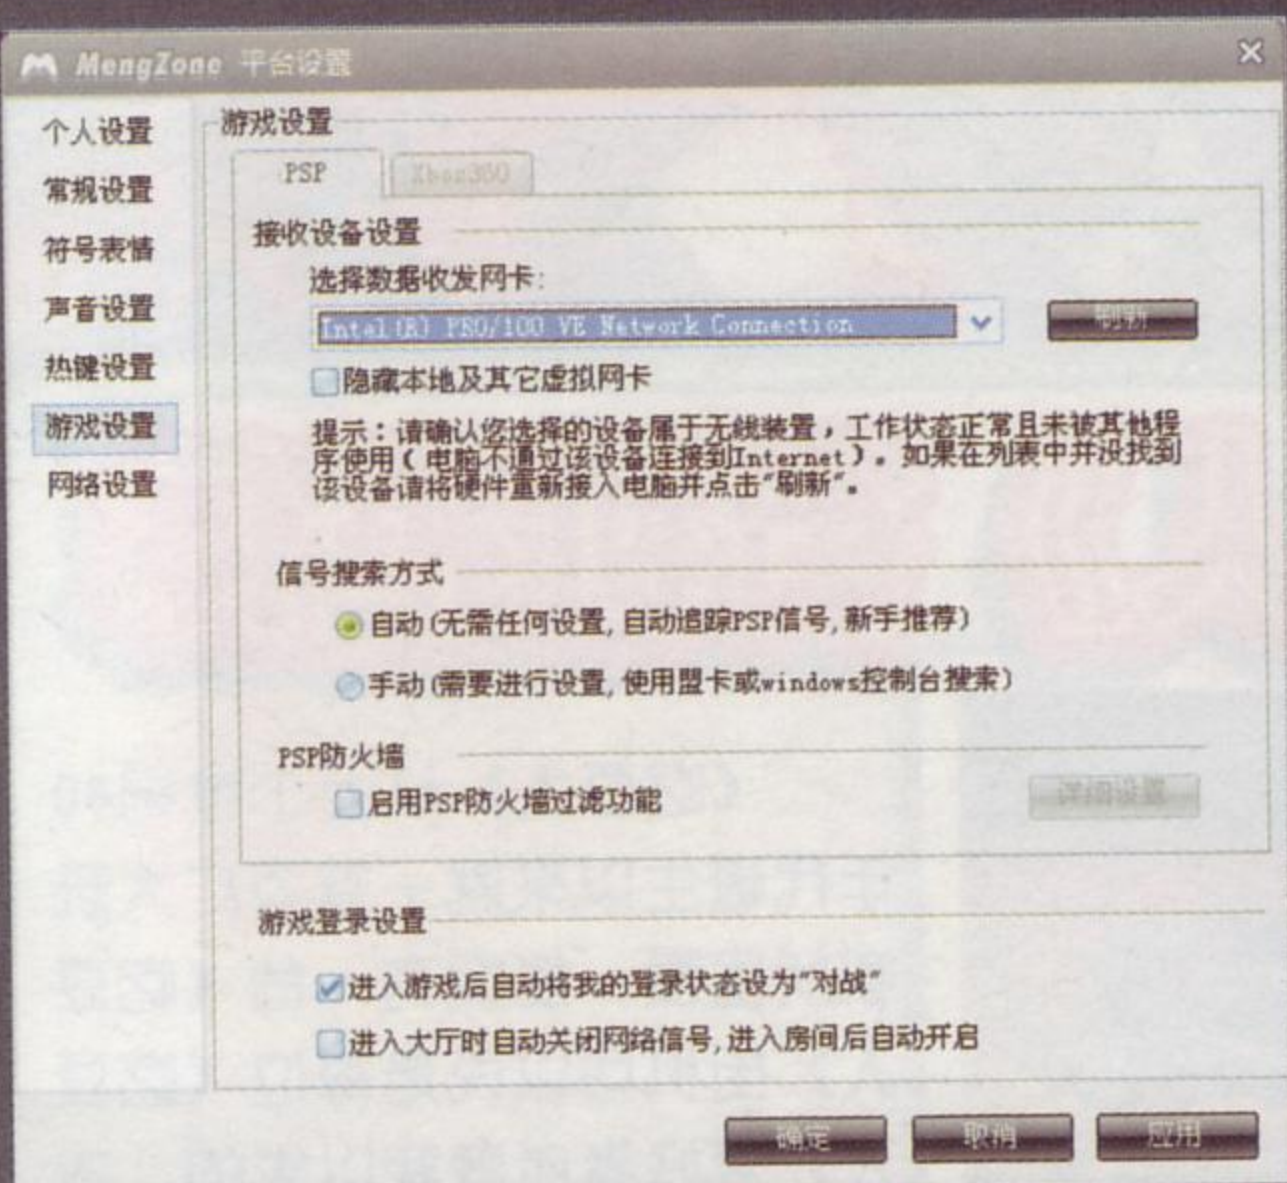 MengZone 平台设置
个人设置
常规设置
符号表情
声音设置
热键设置
游戏设置
网络设置
游戏设置
PSP
Xbox360
接收设备设置
选择数据收发网卡:
Intel(R) PRO/100 VE Network Connection
刷新
隐藏本地及其它虚拟网卡
提示：请确认您选择的设备属于无线装置，工作状态正常且未被其他程
序使用（电脑不通过该设备连接到Internet）。如果在列表中并没找到
该设备请将硬件重新接入电脑并点击"刷新"。
信号搜索方式
自动(无需任何设置,自动追踪PSP信号,新手推荐)
手动(需要进行设置,使用盟卡或windows控制台搜索)
PSP防火墙
启用PSP防火墙过滤功能
详细设置
游戏登录设置
进入游戏后自动将我的登录状态设为"对战"
进入大厅时自动关闭网络信号,进入房间后自动开启
确定
取消
应用